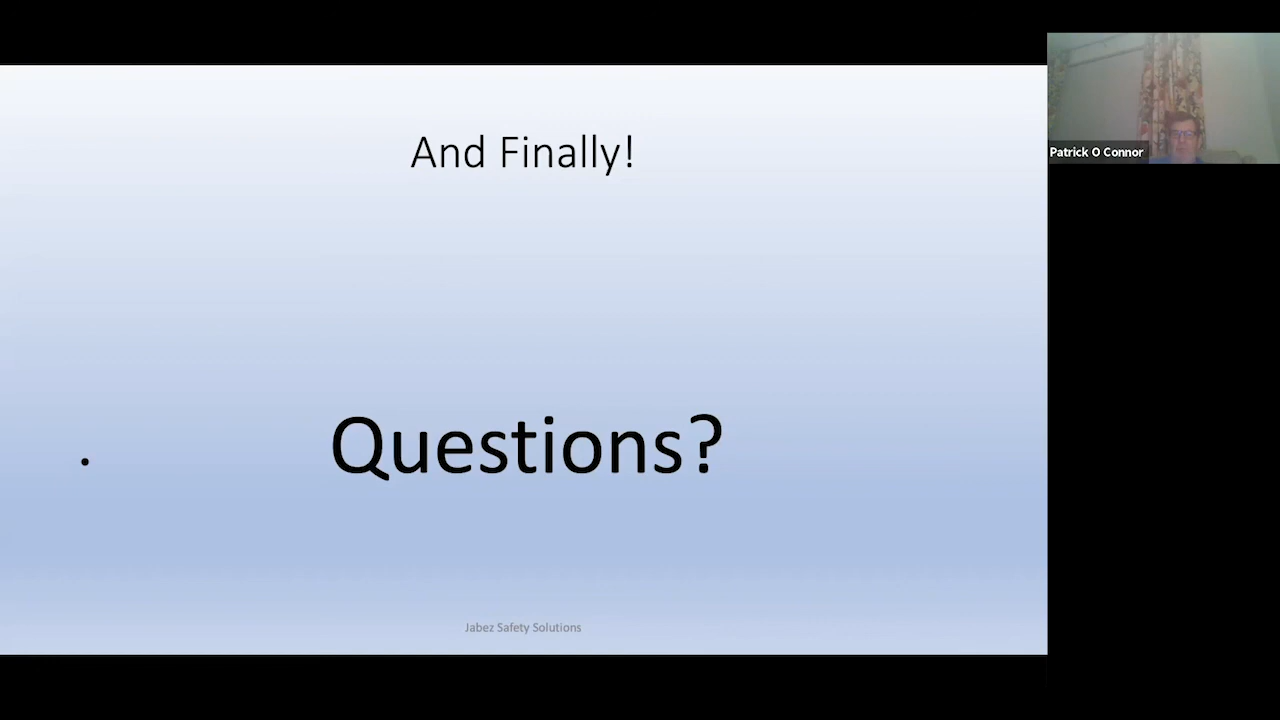 And Finally!
Patrick O Connor
• Questions?
Jabez Safety Solutions